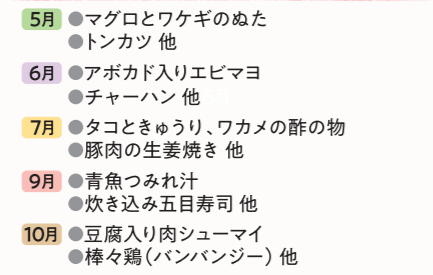 5月 ●マグロとワケギのぬた
●トンカツ 他
6月 ●アボカド入りエビマヨ
●チャーハン 他
7月 ●タコときゅうり、ワカメの酢の物
●豚肉の生姜焼き 他
9月 ●青魚つみれ汁
●炊き込み五目寿司 他
10月 ●豆腐入り肉シューマイ
●棒々鶏(バンバンジー) 他